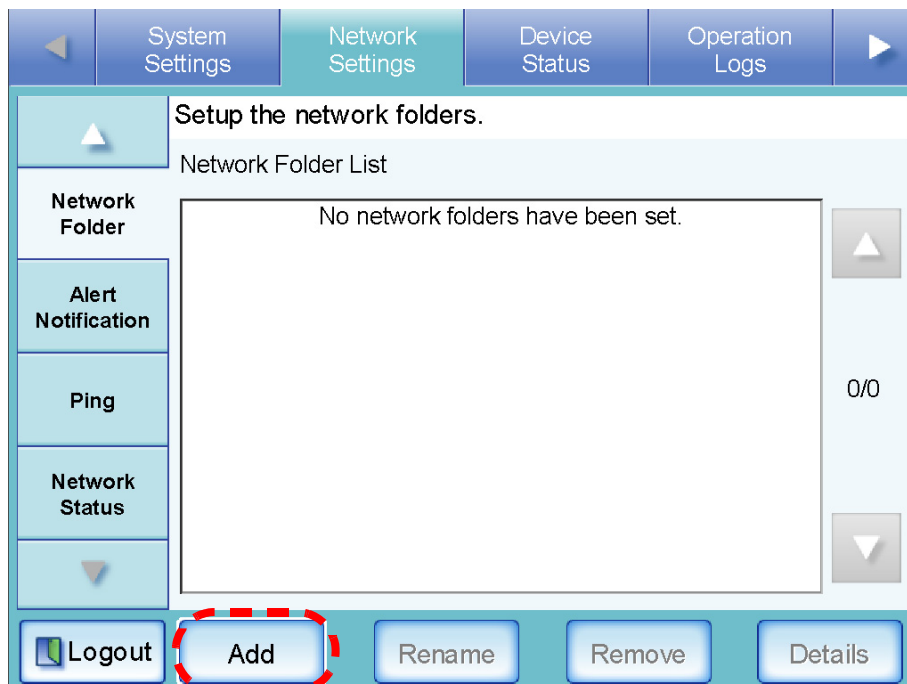 System
Settings
Network
Settings
Device
Status
Operation
Logs
Setup the network folders.
Network Folder List
Network
Folder
Alert
Notification
Ping
Network
Status
No network folders have been set.
0/0
Logout
Add
Rename
Remove
Details